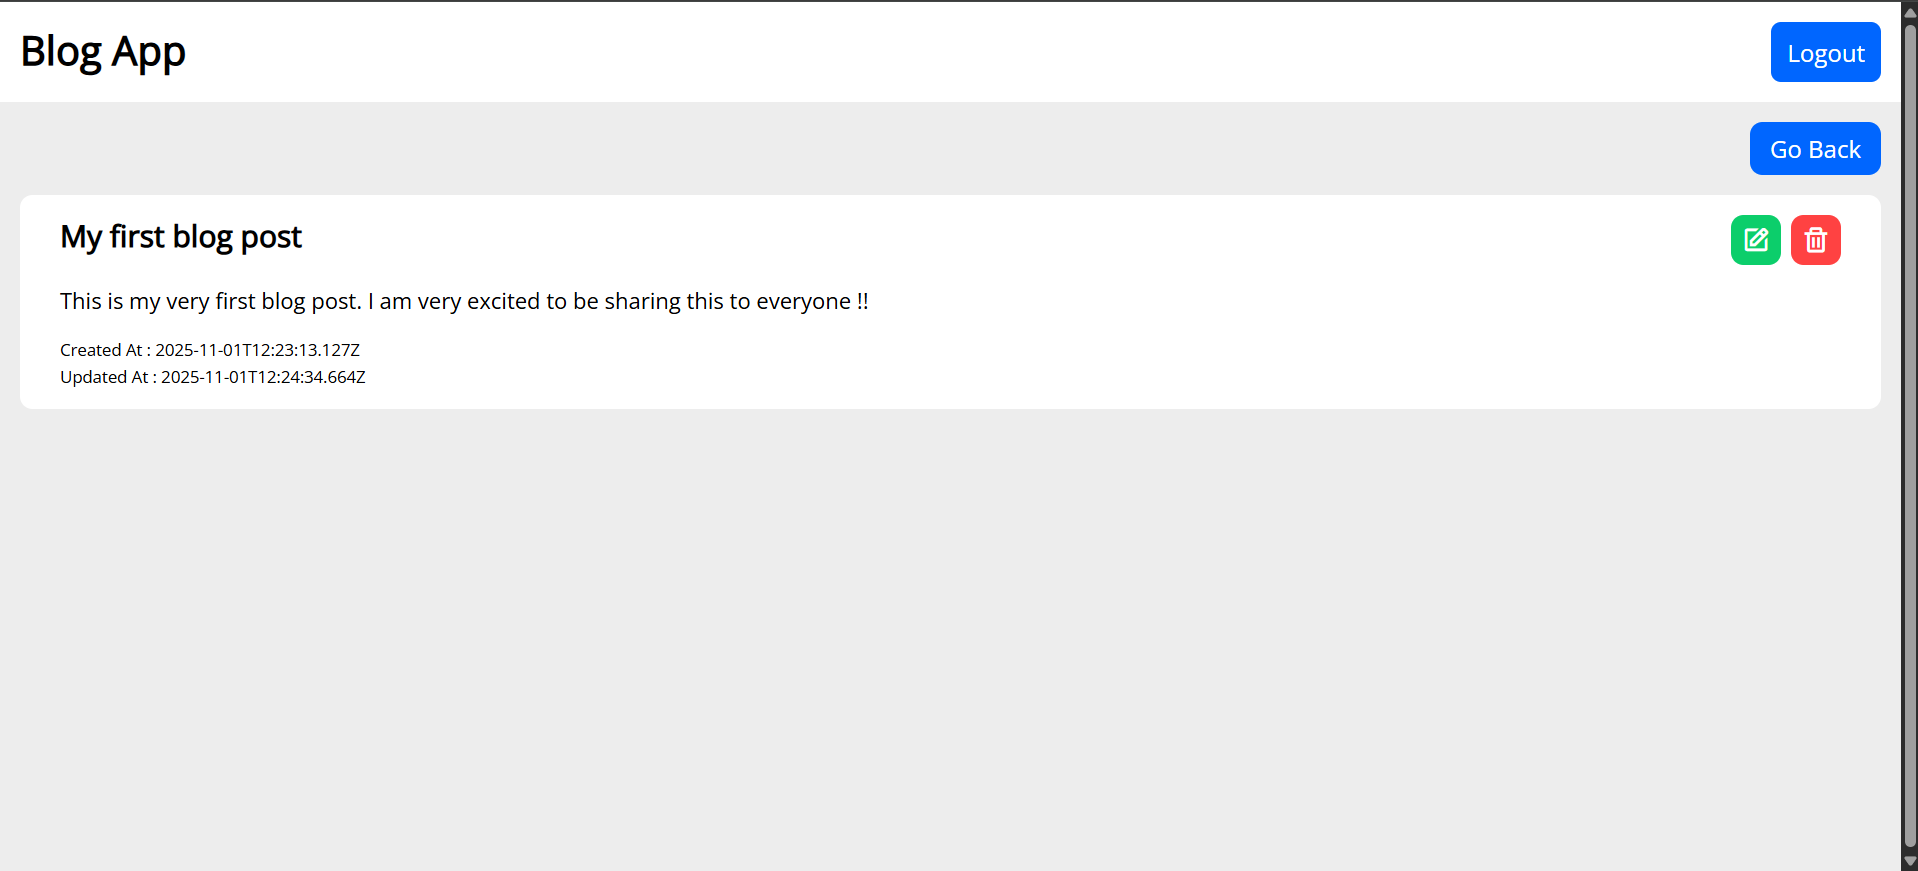 Blog App
Logout
Go Back
My first blog post
This is my very first blog post. I am very excited to be sharing this to everyone !!
Created At : 2025-11-01T12:23:13.127Z
Updated At : 2025-11-01T12:24:34.664Z